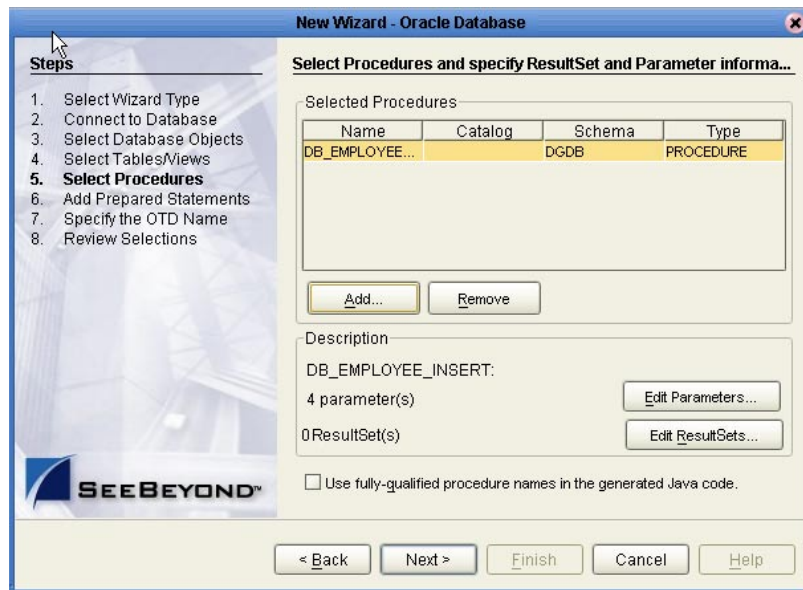 New Wizard - Oracle Database
Steps
1. Select Wizard Type
2. Connect to Database
3. Select Database Objects
4. Select Tables/Views
5. Select Procedures
6. Add Prepared Statements
7. Specify the OTD Name
8. Review Selections
SEEBEYOND™
Select Procedures and specify ResultSet and Parameter informa...
Selected Procedures
Name Catalog Schema Type
DB_EMPLOYEE... DGDB PROCEDURE
Add... Remove
Description
DB_EMPLOYEE_INSERT:
4 parameter(s) Edit Parameters...
0ResultSet(s) Edit ResultSets...
Use fully-qualified procedure names in the generated Java code.
< Back Next > Finish Cancel Help